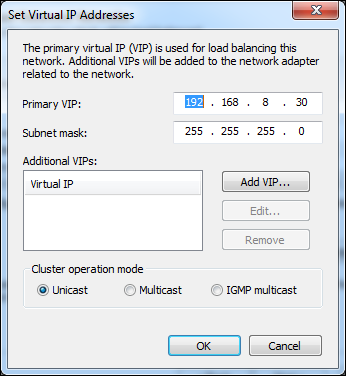 Set Virtual IP Addresses
The primary virtual IP (VIP) is used for load balancing this
network. Additional VIPs will be added to the network adapter
related to the network.
Primary VIP: 192 . 168 . 8 . 30
Subnet mask: 255 . 255 . 255 . 0
Additional VIPs:
Virtual IP
Add VIP...
Edit...
Remove
Cluster operation mode
Unicast Multicast IGMP multicast
OK Cancel